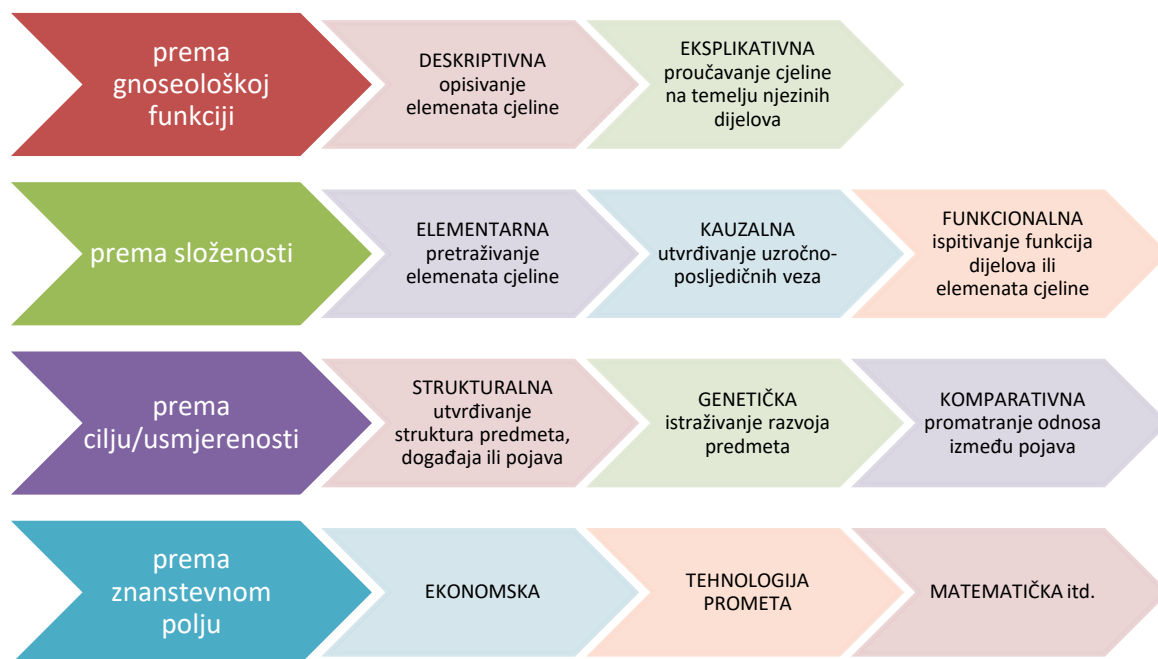 prema
gnoseološkoj
funkciji
DESKRIPTIVNA
opisivanje
elemenata cjeline
EKSPLIKATIVNA
proučavanje cjeline
na temelju njezinih
dijelova
prema složenosti
ELEMENTARNA
pretraživanje
elemenata cjeline
KAUZALNA
utvrđivanje uzročno-
posljedičnih veza
FUNKCIONALNA
ispitivanje funkcija
dijelova ili
elemenata cjeline
prema
cilju/usmjerenosti
STRUKTURALNA
utvrđivanje
struktura predmeta,
događaja ili pojava
GENETIČKA
istraživanje razvoja
predmeta
KOMPARATIVNA
promatranje odnosa
između pojava
prema
znanstevnom
polju
EKONOMSKA
TEHNOLOGIJA
PROMETA
MATEMATIČKA itd.